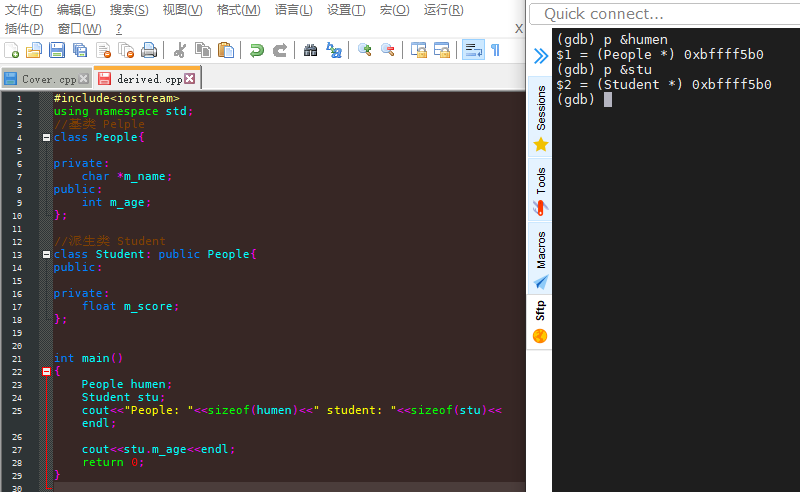 文件(F) 编辑(E) 搜索(S) 视图(V) 格式(M) 语言(L) 设置(T) 宏(O) 运行(R)
插件(P) 窗口(W) ? X
Cover.cpp derived.cpp
1 #include<iostream>
2 using namespace std;
3 //基类 Pelple
4 class People{
5
6 private:
7 char *m_name;
8 public:
9 int m_age;
10 };
11
12 //派生类 Student
13 class Student: public People{
14 public:
15
16 private:
17 float m_score;
18 };
19
20
21 int main()
22 {
23 People humen;
24 Student stu;
25 cout<<"People: "<<sizeof(humen)<<" student: "<<sizeof(stu)<<
endl;
26
27 cout<<stu.m_age<<endl;
28 return 0;
29 }
30
Quick connect...
Sessions
Tools
Macros
Sftp
(gdb) p &humen
$1 = (People *) 0xbffff5b0
(gdb) p &stu
$2 = (Student *) 0xbffff5b0
(gdb)